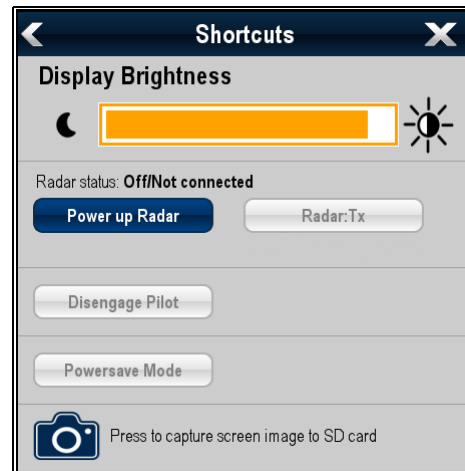 Shortcuts
Display Brightness
Radar status: Off/Not connected
Power up Radar
Radar:Tx
Disengage Pilot
Powersave Mode
Press to capture screen image to SD card